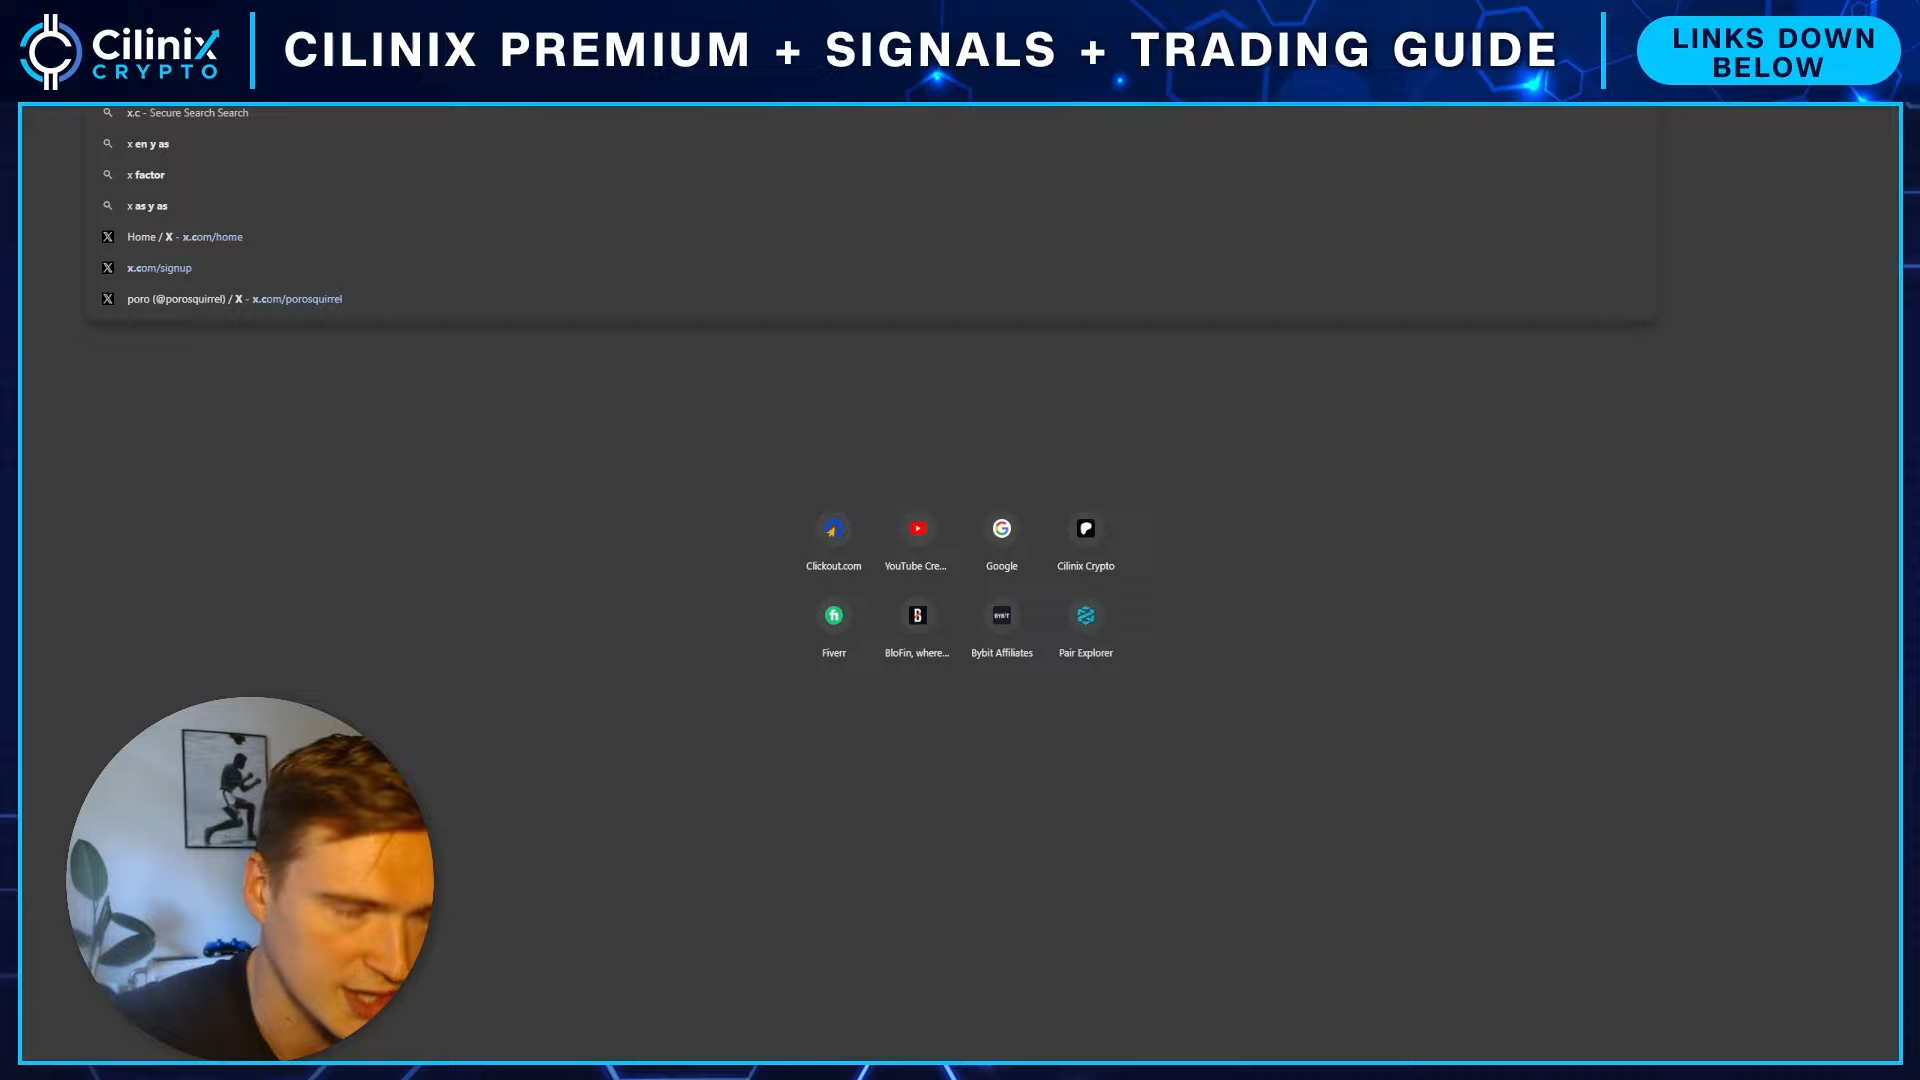 Cilinix
CRYPTO
CILINIX PREMIUM + SIGNALS + TRADING GUIDE
LINKS DOWN
BELOW
x.c - Secure Search Search
x en y as
x factor
x as y as
Home / X - x.com/home
x.com/signup
poro (@porosquirrel) / X - x.com/porosquirrel
Clickout.com
YouTube Cre...
Google
Cilinix Crypto
BYBIT
Fiverr
BloFin, where...
Bybit Affiliates
Pair Explorer